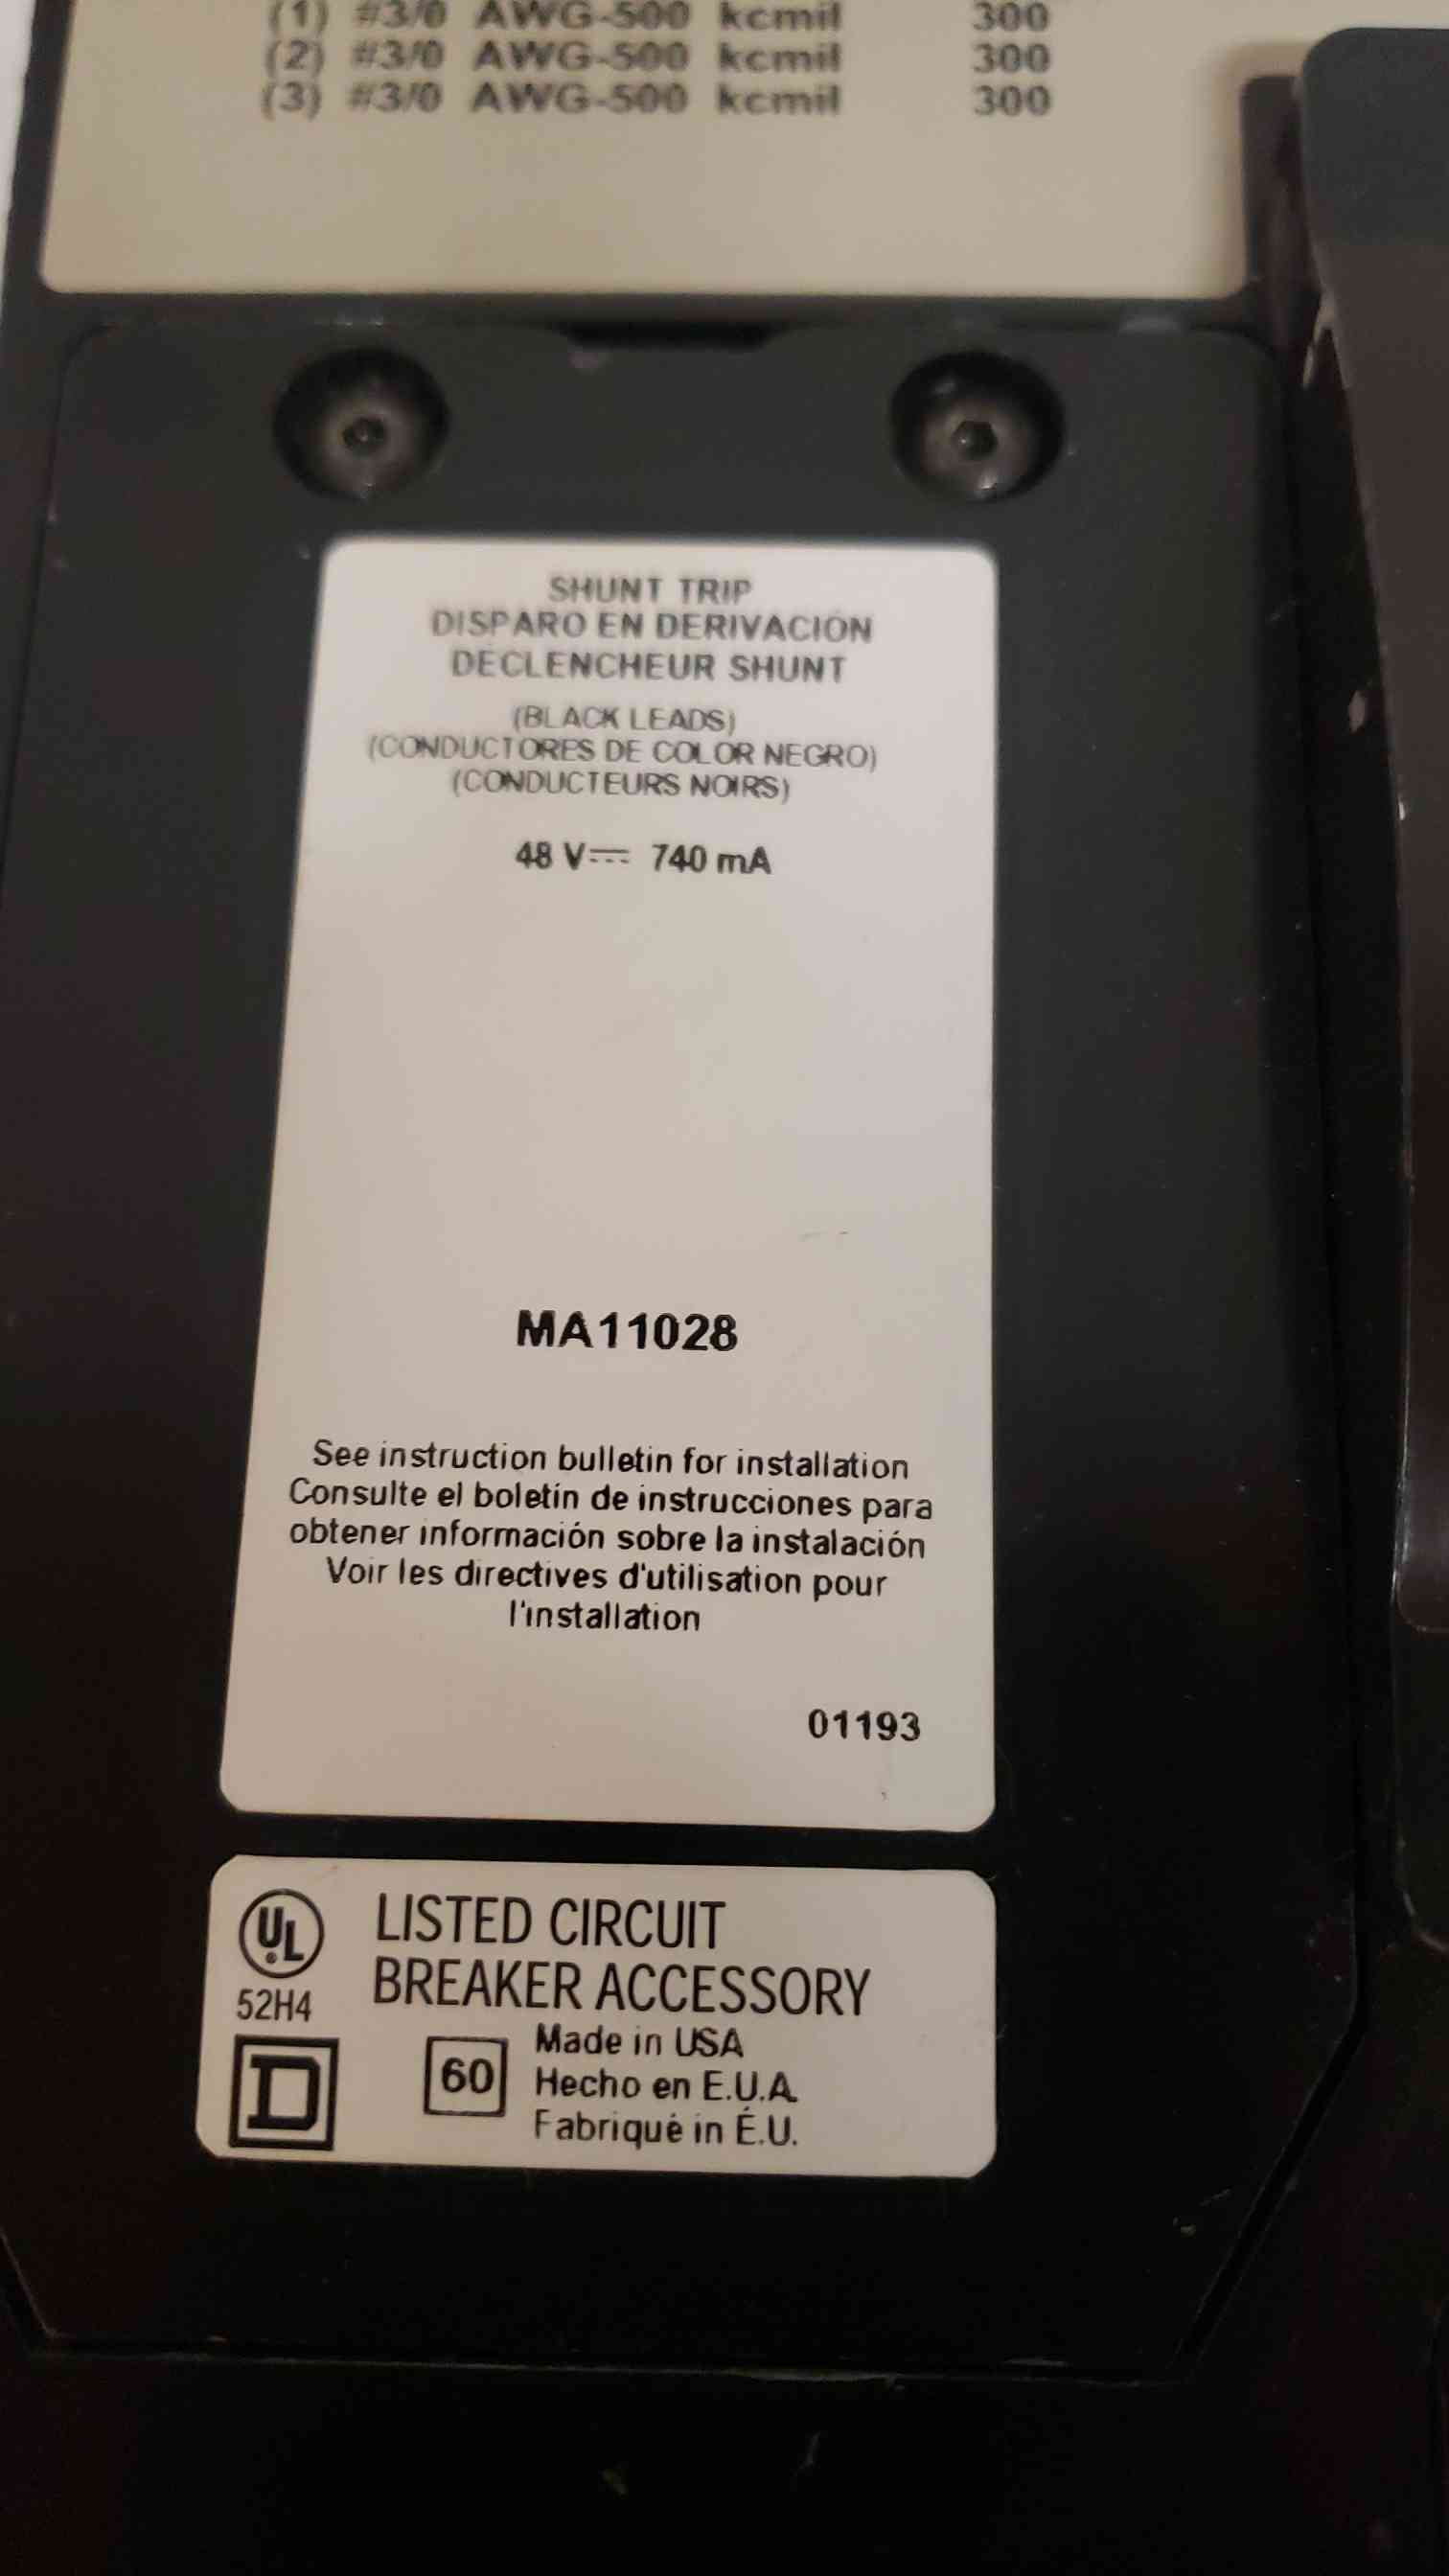 (1) #3/0 AWG-500 kcmil 300
(2) #3/0 AWG-500 kcmil 300
(3) #3/0 AWG-500 kcmil 300
SHUNT TRIP
DISPARO EN DERIVACIÓN
DÉCLENCHEUR SHUNT
(BLACK LEADS)
(CONDUCTORES DE COLOR NEGRO)
(CONDUCTEURS NOIRS)
48 V⎓ 740 mA
MA11028
See instruction bulletin for installation
Consulte el boletín de instrucciones para
obtener información sobre la instalación
Voir les directives d'utilisation pour
l'installation
01193
UL LISTED CIRCUIT
BREAKER ACCESSORY
52H4
D
60
Made in USA
Hecho en E.U.A.
Fabriqué in É.U.